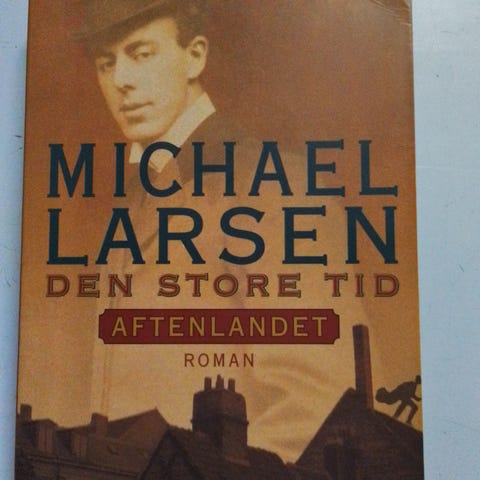 MICHAEL
LARSEN
DEN STORE TID
AFTENLANDET
ROMAN